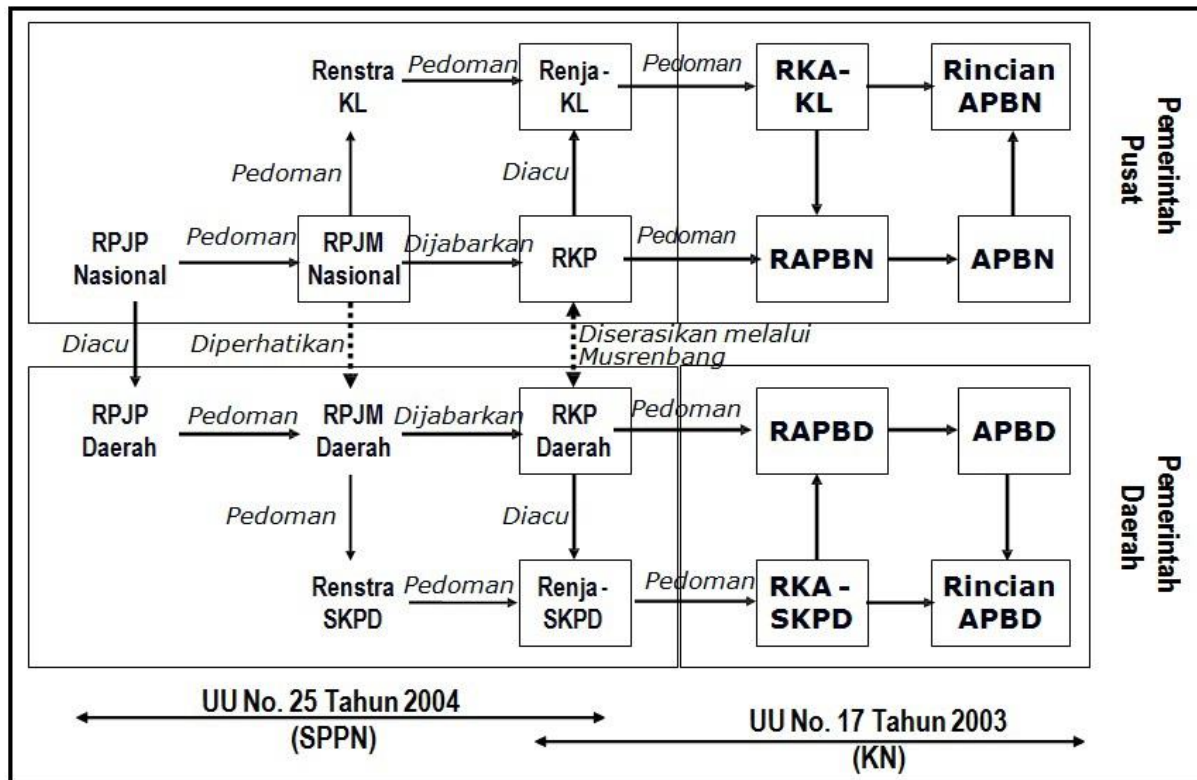 Renstra
KL
Pedoman
Renja -
KL
Pedoman
RKA-
KL
Rincian
APBN
Pemerintah
Pusat
Pedoman
Diacu
RPJP
Nasional
Pedoman
RPJM
Nasional
Dijabarkan
RKP
Pedoman
RAPBN
APBN
Diacu
Diperhatikan
Diserasikan melalui
Musrenbang
RPJP
Daerah
Pedoman
RPJM
Daerah
Dijabarkan
RKP
Daerah
Pedoman
RAPBD
APBD
Pemerintah
Daerah
Pedoman
Diacu
Renstra
SKPD
Pedoman
Renja -
SKPD
Pedoman
RKA -
SKPD
Rincian
APBD
UU No. 25 Tahun 2004
(SPPN)
UU No. 17 Tahun 2003
(KN)